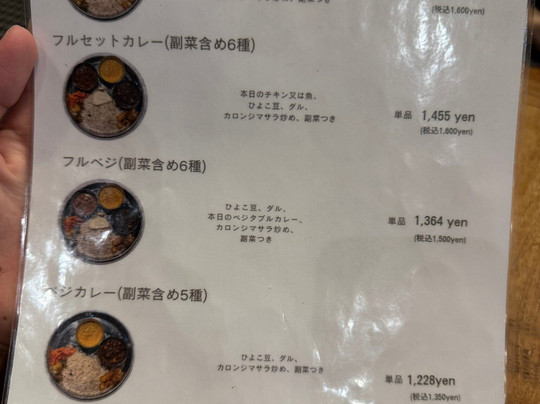 (税込1,600yen)
フルセットカレー(副菜含め6種)
本日のチキン又は魚、
ひよこ豆、ダル、
カロンジマサラ炒め、副菜つき
単品 1,455 yen
(税込1,600yen)
フルベジ(副菜含め6種)
ひよこ豆、ダル、
本日のベジタブルカレー、
カロンジマサラ炒め、
副菜つき
単品 1,364 yen
(税込1,500yen)
ベジカレー(副菜含め5種)
ひよこ豆、ダル、
カロンジマサラ炒め、副菜つき
単品 1,228yen
(税込1,350yen)